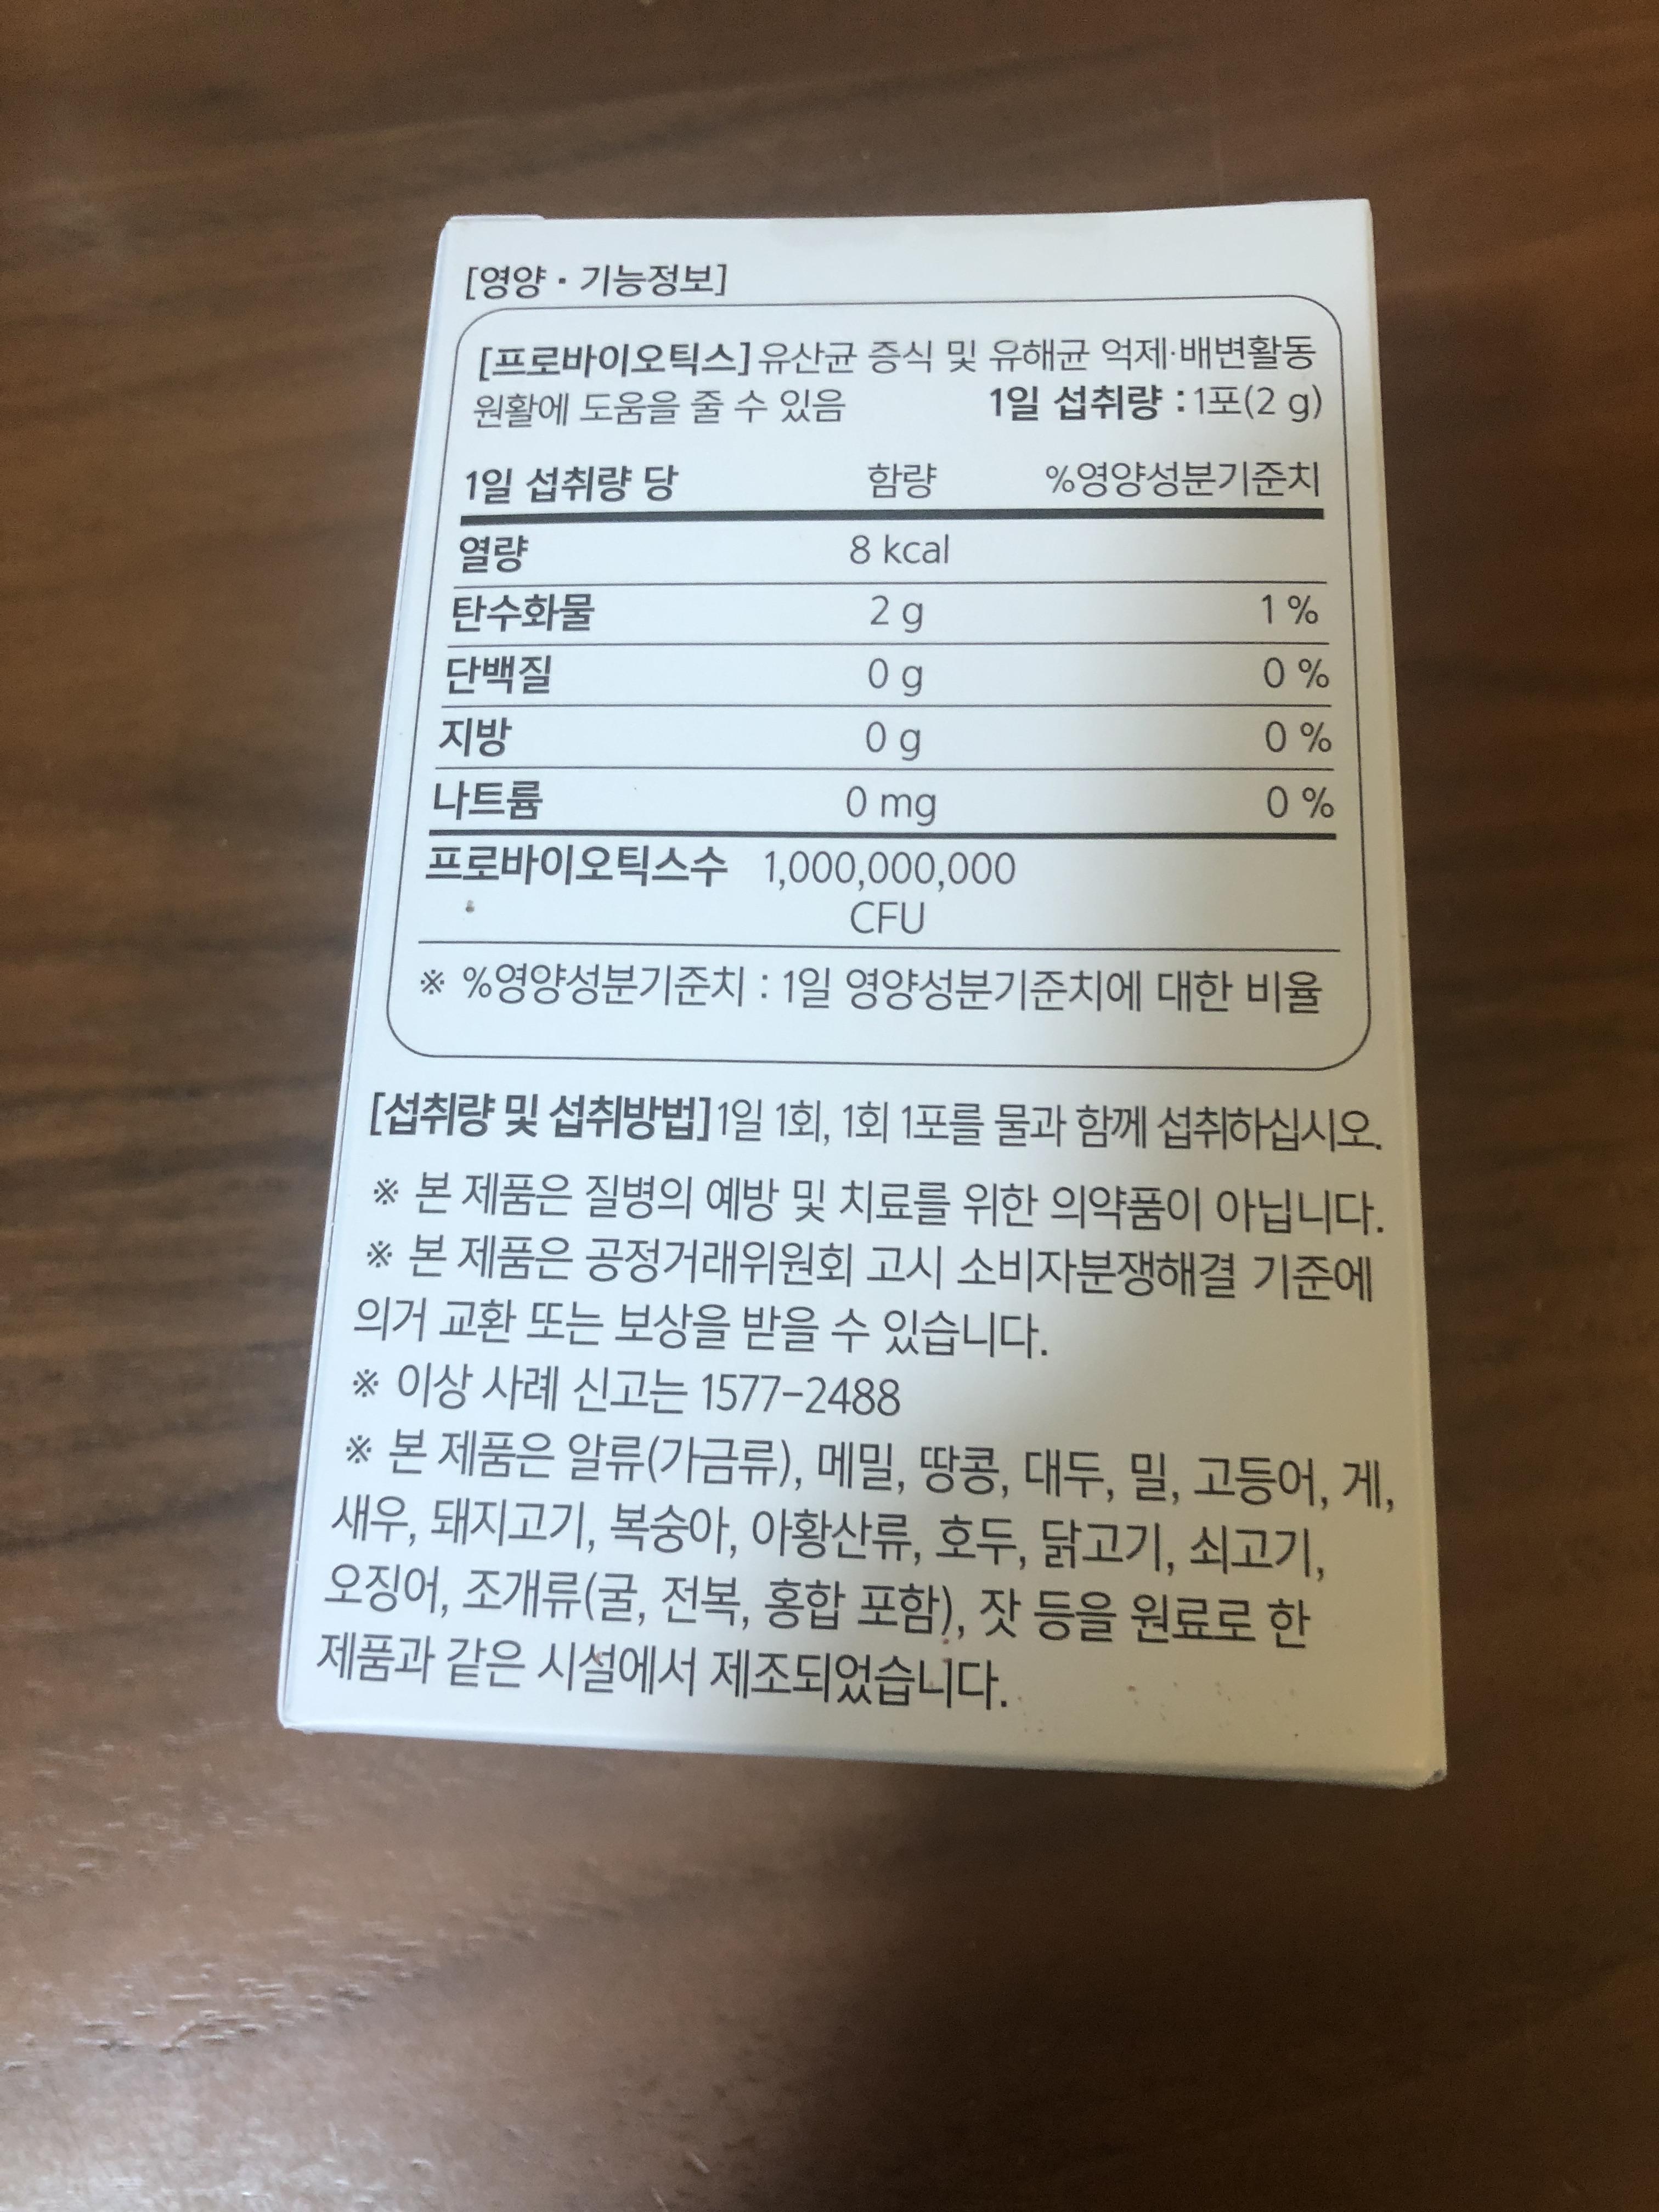 [영양 · 기능정보]
[프로바이오틱스] 유산균 증식 및 유해균 억제·배변활동
원활에 도움을 줄 수 있음 1일 섭취량 : 1포(2 g)
1일 섭취량 당 함량 %영양성분기준치
열량 8 kcal
탄수화물 2 g 1 %
단백질 0 g 0 %
지방 0 g 0 %
나트륨 0 mg 0 %
프로바이오틱스수 1,000,000,000
CFU
※ %영양성분기준치 : 1일 영양성분기준치에 대한 비율
[섭취량 및 섭취방법] 1일 1회, 1회 1포를 물과 함께 섭취하십시오.
※ 본 제품은 질병의 예방 및 치료를 위한 의약품이 아닙니다.
※ 본 제품은 공정거래위원회 고시 소비자분쟁해결 기준에
의거 교환 또는 보상을 받을 수 있습니다.
※ 이상 사례 신고는 1577-2488
※ 본 제품은 알류(가금류), 메밀, 땅콩, 대두, 밀, 고등어, 게,
새우, 돼지고기, 복숭아, 아황산류, 호두, 닭고기, 쇠고기,
오징어, 조개류(굴, 전복, 홍합 포함), 잣 등을 원료로 한
제품과 같은 시설에서 제조되었습니다.